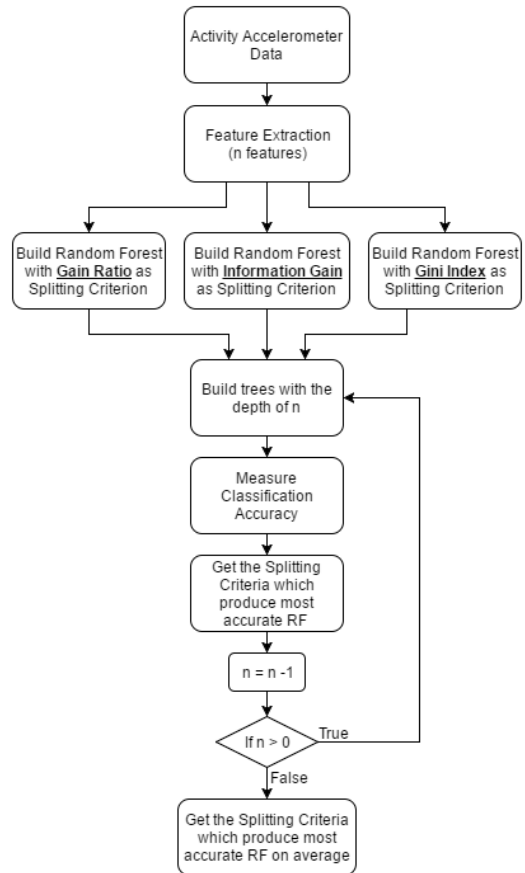 Activity Accelerometer
Data
Feature Extraction
(n features)
Build Random Forest
with Gain Ratio as
Splitting Criterion
Build Random Forest
with Information Gain
as Splitting Criterion
Build Random Forest
with Gini Index as
Splitting Criterion
Build trees with the
depth of n
Measure
Classification
Accuracy
Get the Splitting
Criteria which
produce most
accurate RF
n = n -1
If n > 0
True
False
Get the Splitting Criteria
which produce most
accurate RF on average